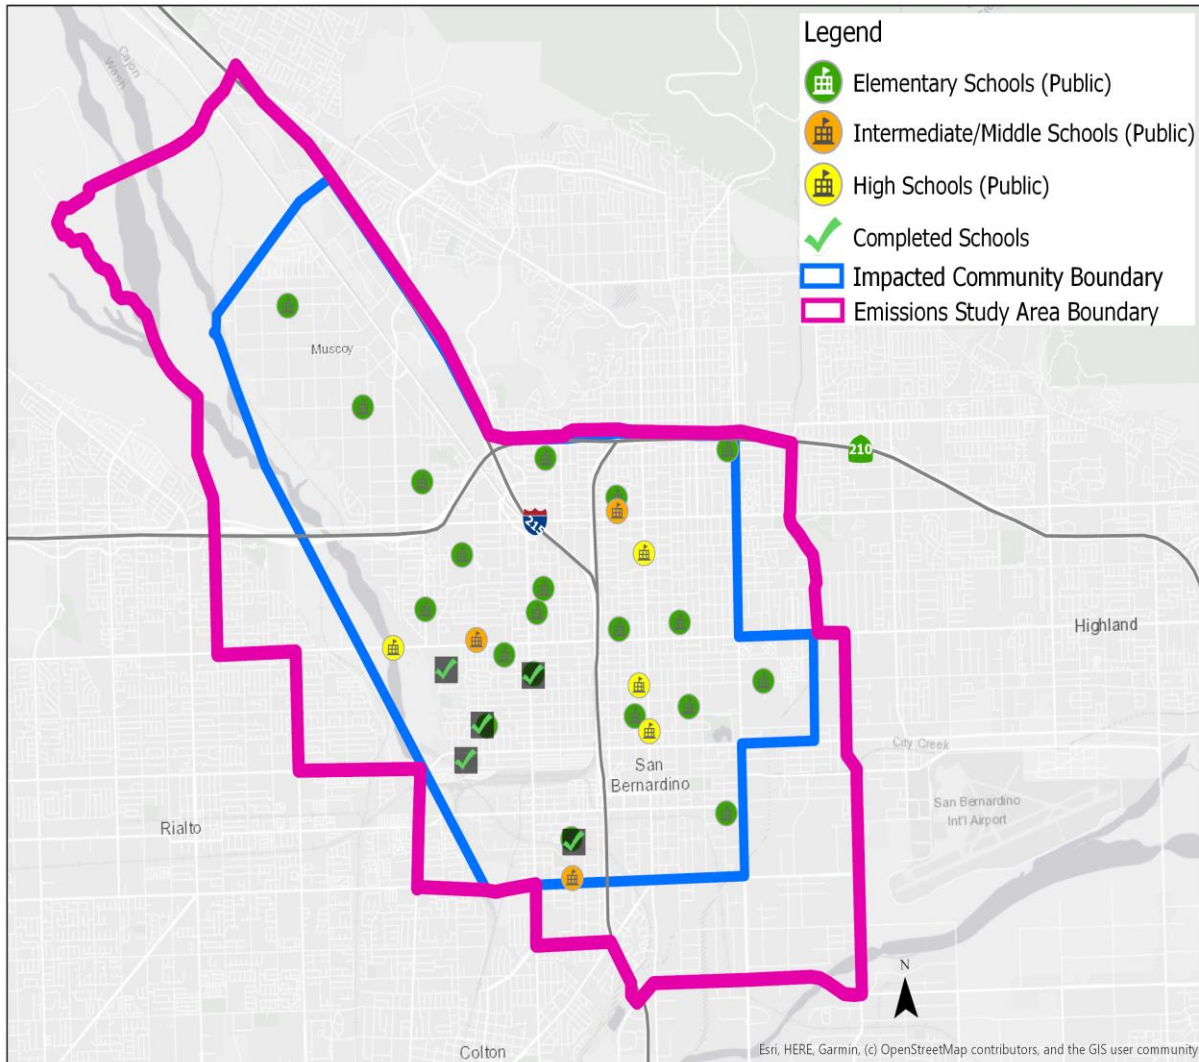 Legend
Elementary Schools (Public)
Intermediate/Middle Schools (Public)
High Schools (Public)
Completed Schools
Impacted Community Boundary
Emissions Study Area Boundary
Cajon
Wash
Muscoy
210
215
Highland
City Creek
San
Bernardino
San Bernardino
Int'l Airport
Rialto
N
Colton
Esri, HERE, Garmin, (c) OpenStreetMap contributors, and the GIS user community